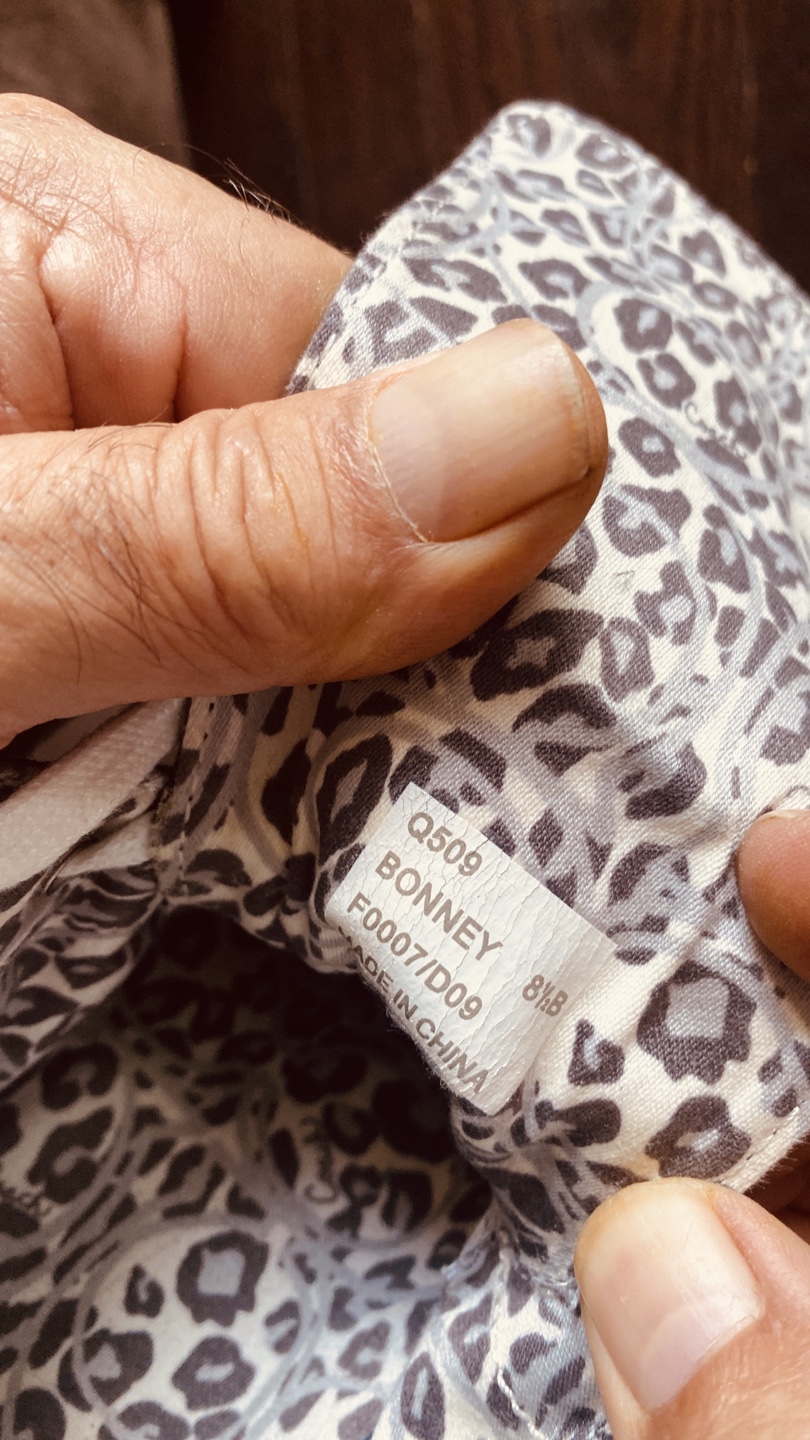 Q509
BONNEY
F0007/D09 8½B
MADE IN CHINA